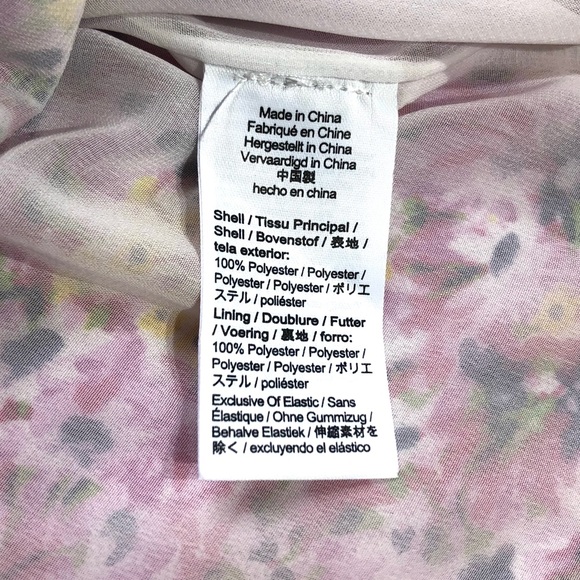 Made in China
Fabriqué en Chine
Hergestellt in China
Vervaardigd in China
中国製
hecho en china
Shell / Tissu Principal /
Shell / Bovenstof / 表地 /
tela exterior:
100% Polyester / Polyester /
Polyester / Polyester / ポリエ
ステル / poliéster
Lining / Doublure / Futter
/ Voering / 裏地 / forro:
100% Polyester / Polyester /
Polyester / Polyester / ポリエ
ステル / poliéster
Exclusive Of Elastic / Sans
Élastique / Ohne Gummizug /
Behalve Elastiek / 伸縮素材を
除く / excluyendo el elástico